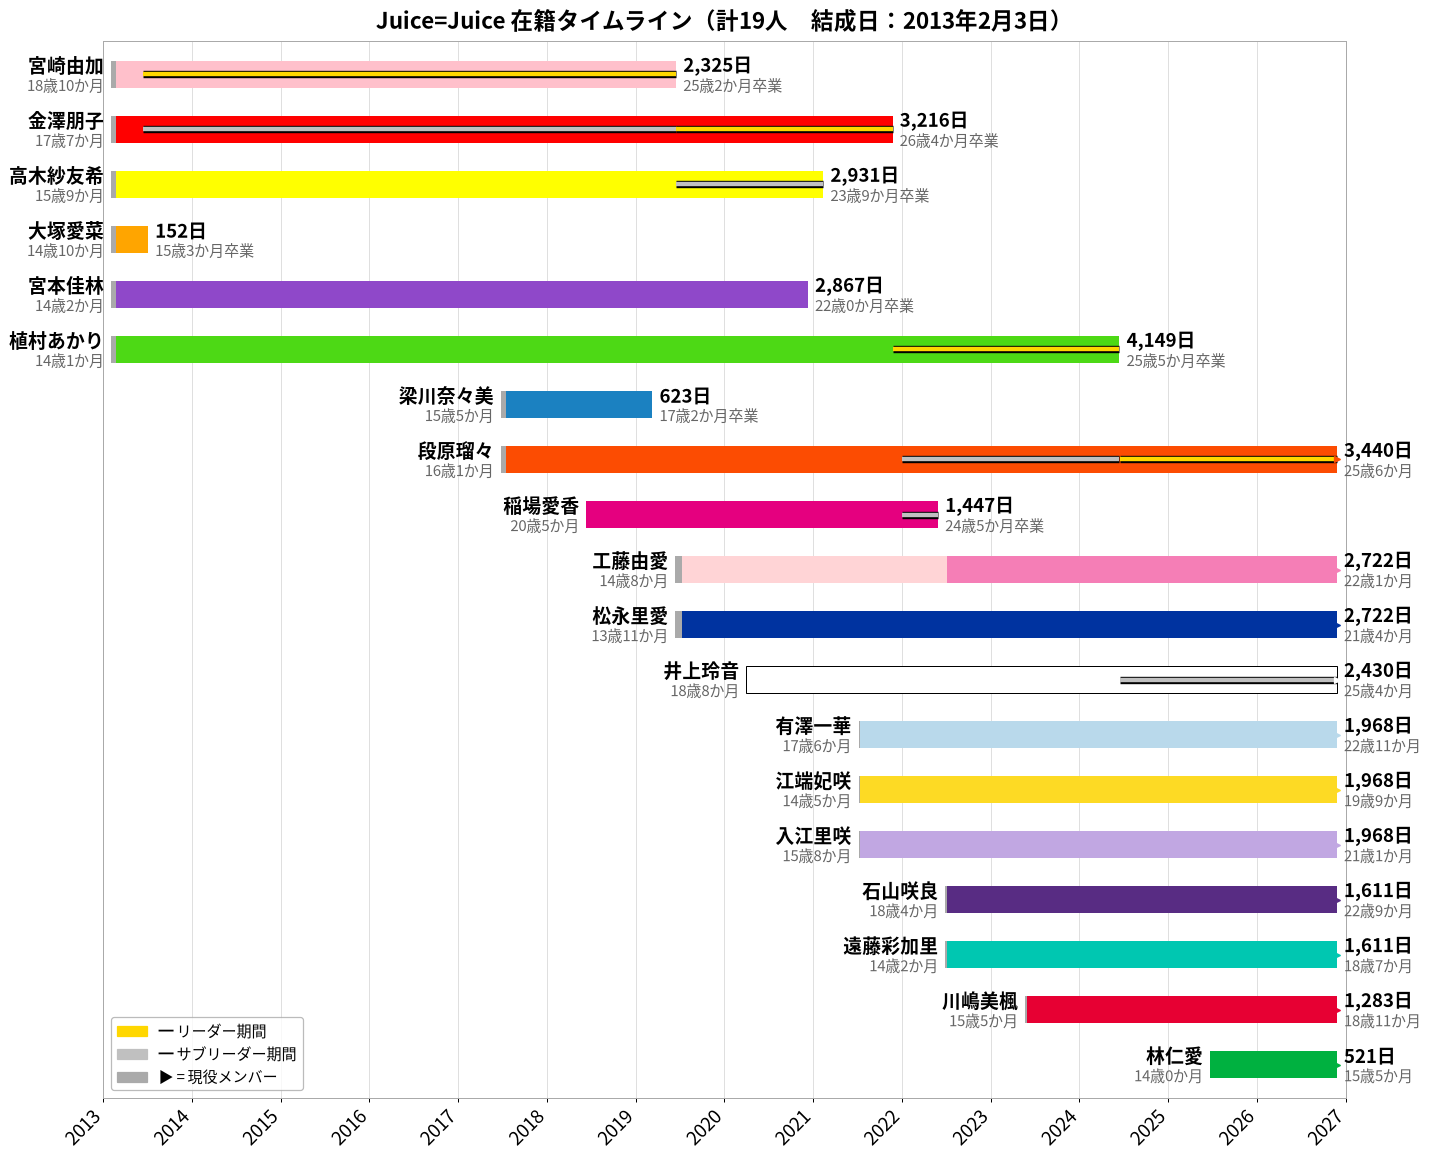 Juice=Juice 在籍タイムライン（計19人　結成日：2013年2月3日）
宮崎由加
18歳10か月
2,325日
25歳2か月卒業
金澤朋子
17歳7か月
3,216日
26歳4か月卒業
高木紗友希
15歳9か月
2,931日
23歳9か月卒業
大塚愛菜
14歳10か月
152日
15歳3か月卒業
宮本佳林
14歳2か月
2,867日
22歳0か月卒業
植村あかり
14歳1か月
4,149日
25歳5か月卒業
梁川奈々美
15歳5か月
623日
17歳2か月卒業
段原瑠々
16歳1か月
3,440日
25歳6か月
稲場愛香
20歳5か月
1,447日
24歳5か月卒業
工藤由愛
14歳8か月
2,722日
22歳1か月
松永里愛
13歳11か月
2,722日
21歳4か月
井上玲音
18歳8か月
2,430日
25歳4か月
有澤一華
17歳6か月
1,968日
22歳11か月
江端妃咲
14歳5か月
1,968日
19歳9か月
入江里咲
15歳8か月
1,968日
21歳1か月
石山咲良
18歳4か月
1,611日
22歳9か月
遠藤彩加里
14歳2か月
1,611日
18歳7か月
川嶋美楓
15歳5か月
1,283日
18歳11か月
林仁愛
14歳0か月
521日
15歳5か月
━ リーダー期間
━ サブリーダー期間
▶ = 現役メンバー
2013
2014
2015
2016
2017
2018
2019
2020
2021
2022
2023
2024
2025
2026
2027